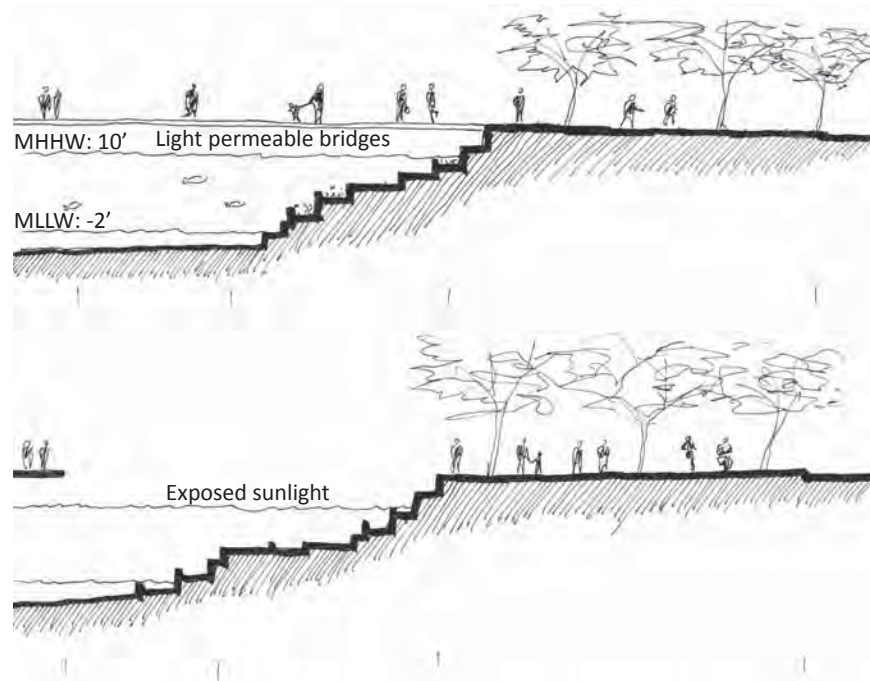 MHHW: 10’
Light permeable bridges
MLLW: -2’
Exposed sunlight